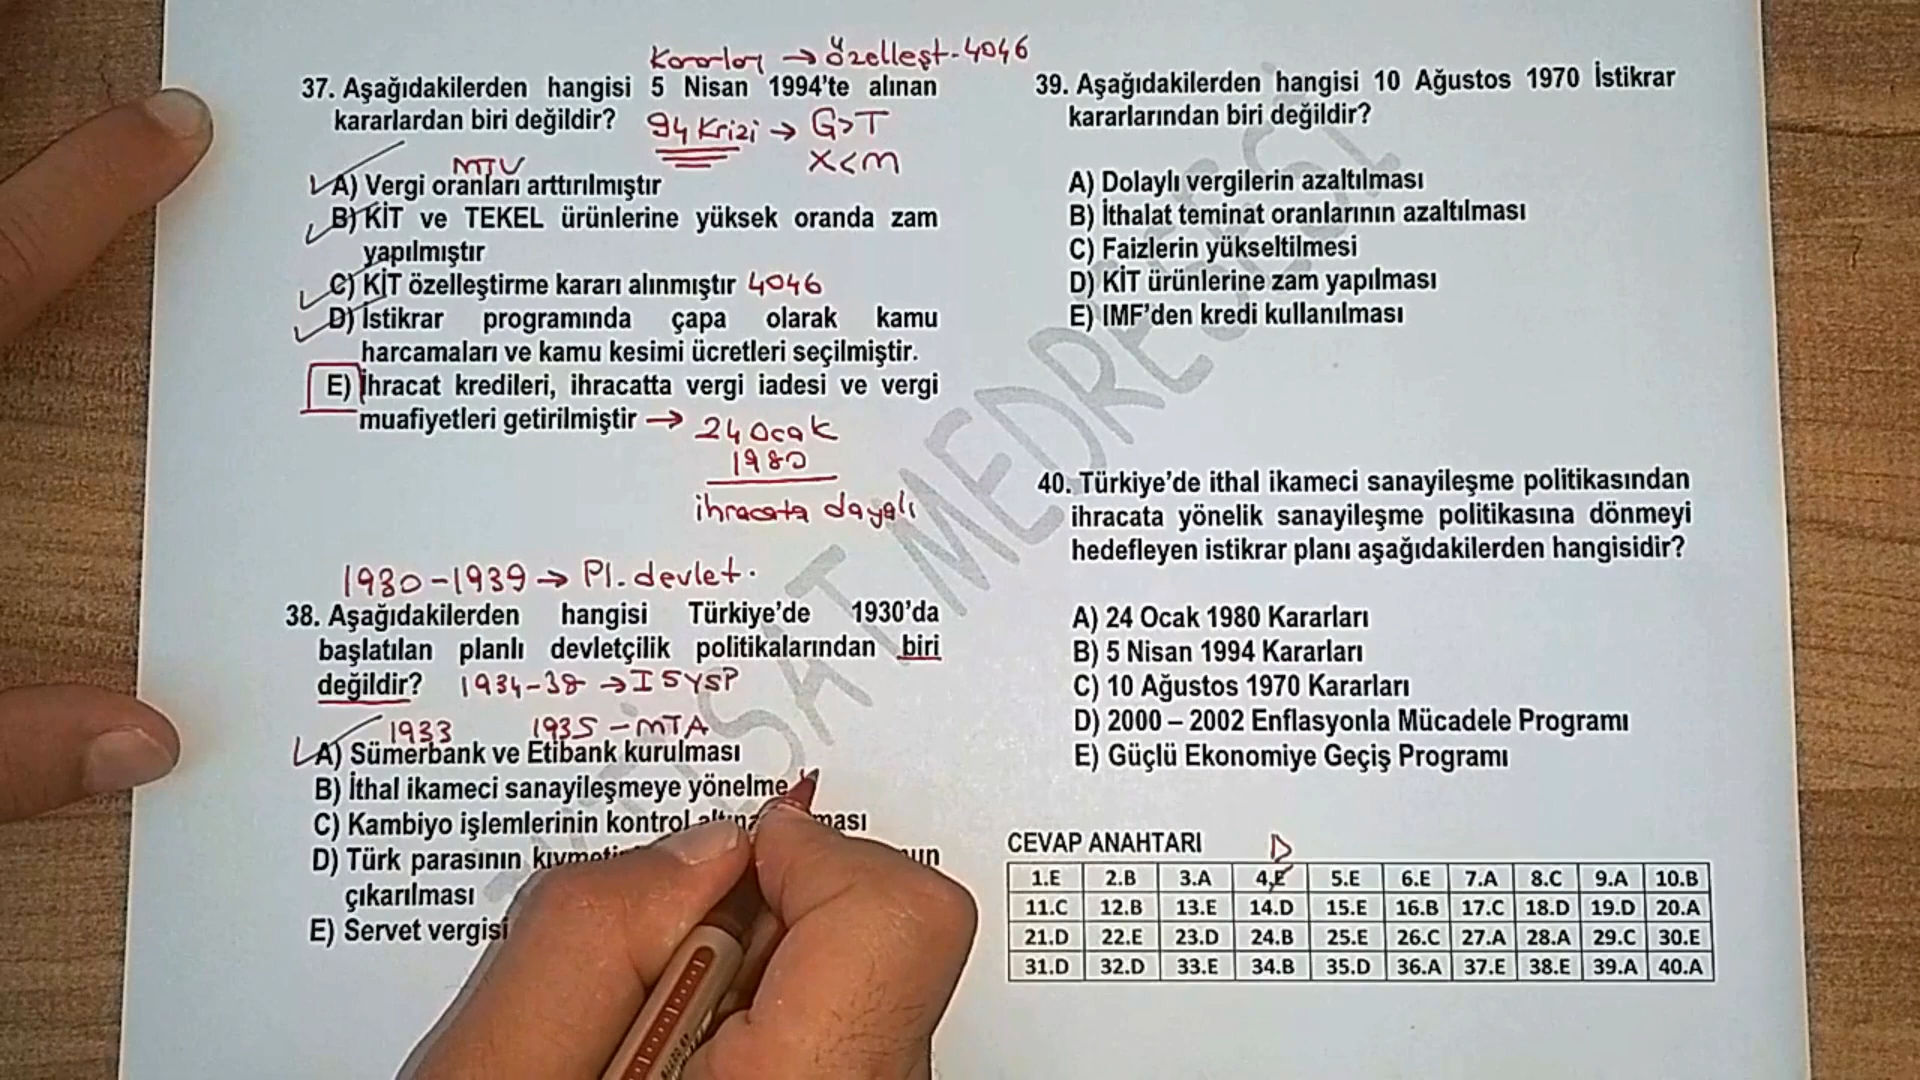 Kararlar → özelleşt-4046
37. Aşağıdakilerden hangisi 5 Nisan 1994'te alınan
kararlardan biri değildir? 94 Krizi → G>T
X<M
MTV
A) Vergi oranları arttırılmıştır
B) KİT ve TEKEL ürünlerine yüksek oranda zam
yapılmıştır
C) KİT özelleştirme kararı alınmıştır 4046
D) İstikrar programında çapa olarak kamu
harcamaları ve kamu kesimi ücretleri seçilmiştir.
E) İhracat kredileri, ihracatta vergi iadesi ve vergi
muafiyetleri getirilmiştir → 24 Ocak
1980
ihracata dayalı
1930-1939 → Pl. devlet.
38. Aşağıdakilerden hangisi Türkiye'de 1930'da
başlatılan planlı devletçilik politikalarından biri
değildir? 1934-38 → I SYSP
1933 1935 - MTA
A) Sümerbank ve Etibank kurulması
B) İthal ikameci sanayileşmeye yönelme
C) Kambiyo işlemlerinin kontrol
D) Türk parasının
çıkarılması
E) Servet vergisi
39. Aşağıdakilerden hangisi 10 Ağustos 1970 İstikrar
kararlarından biri değildir?
A) Dolaylı vergilerin azaltılması
B) İthalat teminat oranlarının azaltılması
C) Faizlerin yükseltilmesi
D) KİT ürünlerine zam yapılması
E) IMF'den kredi kullanılması
40. Türkiye'de ithal ikameci sanayileşme politikasından
ihracata yönelik sanayileşme politikasına dönmeyi
hedefleyen istikrar planı aşağıdakilerden hangisidir?
A) 24 Ocak 1980 Kararları
B) 5 Nisan 1994 Kararları
C) 10 Ağustos 1970 Kararları
D) 2000 – 2002 Enflasyonla Mücadele Programı
E) Güçlü Ekonomiye Geçiş Programı
CEVAP ANAHTARI D
1.E 2.B 3.A 4.E 5.E 6.E 7.A 8.C 9.A 10.B
11.C 12.B 13.E 14.D 15.E 16.B 17.C 18.D 19.D 20.A
21.D 22.E 23.D 24.B 25.E 26.C 27.A 28.A 29.C 30.E
31.D 32.D 33.E 34.B 35.D 36.A 37.E 38.E 39.A 40.A
İKTİSAT MEDRESESİ